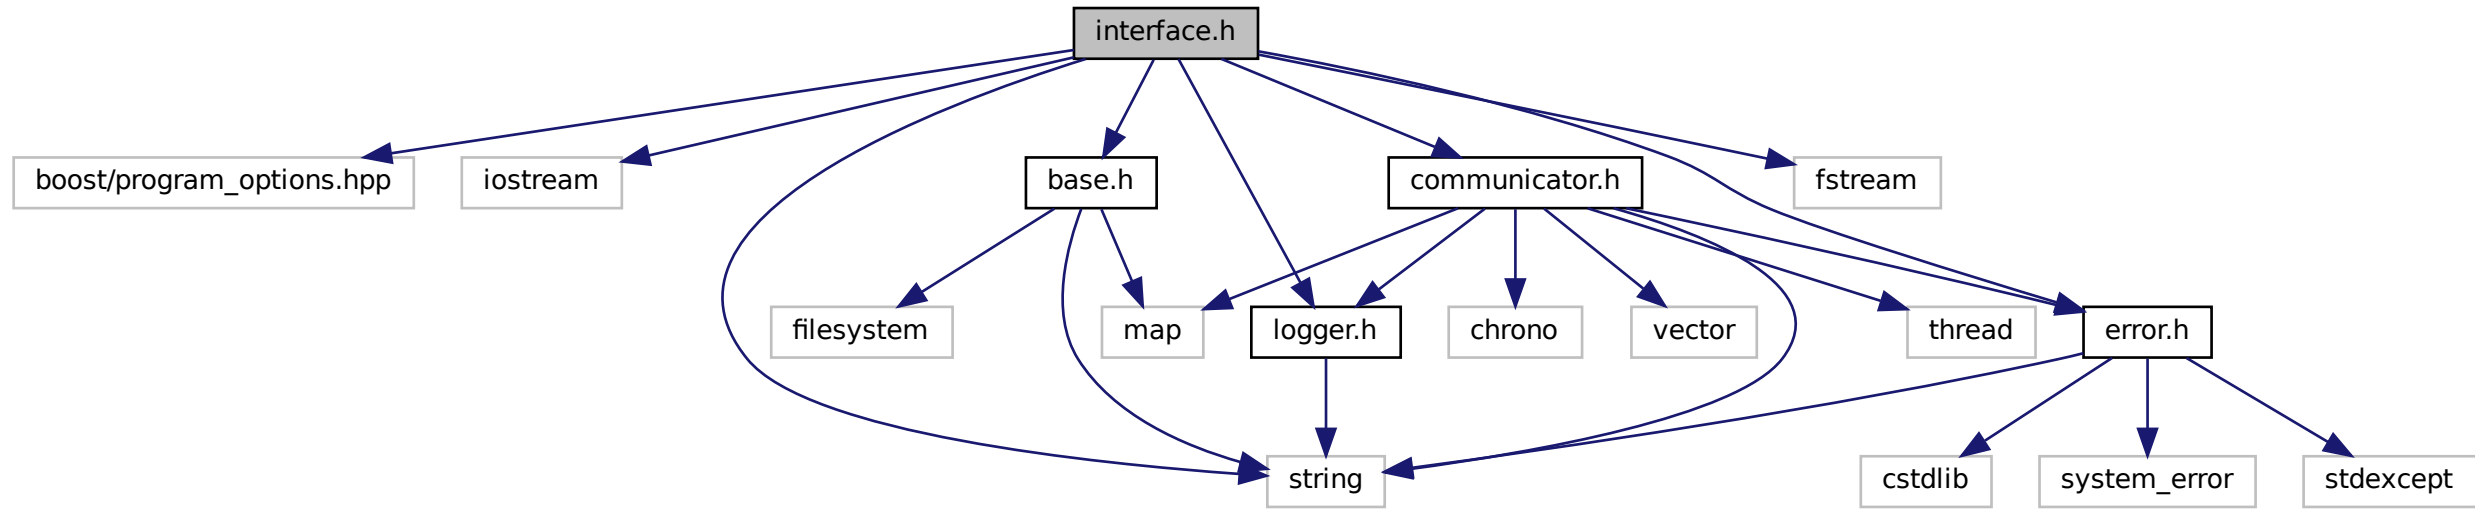 interface.h
boost/program_options.hpp
iostream
base.h
communicator.h
fstream
filesystem
map
logger.h
chrono
vector
thread
error.h
string
cstdlib
system_error
stdexcept